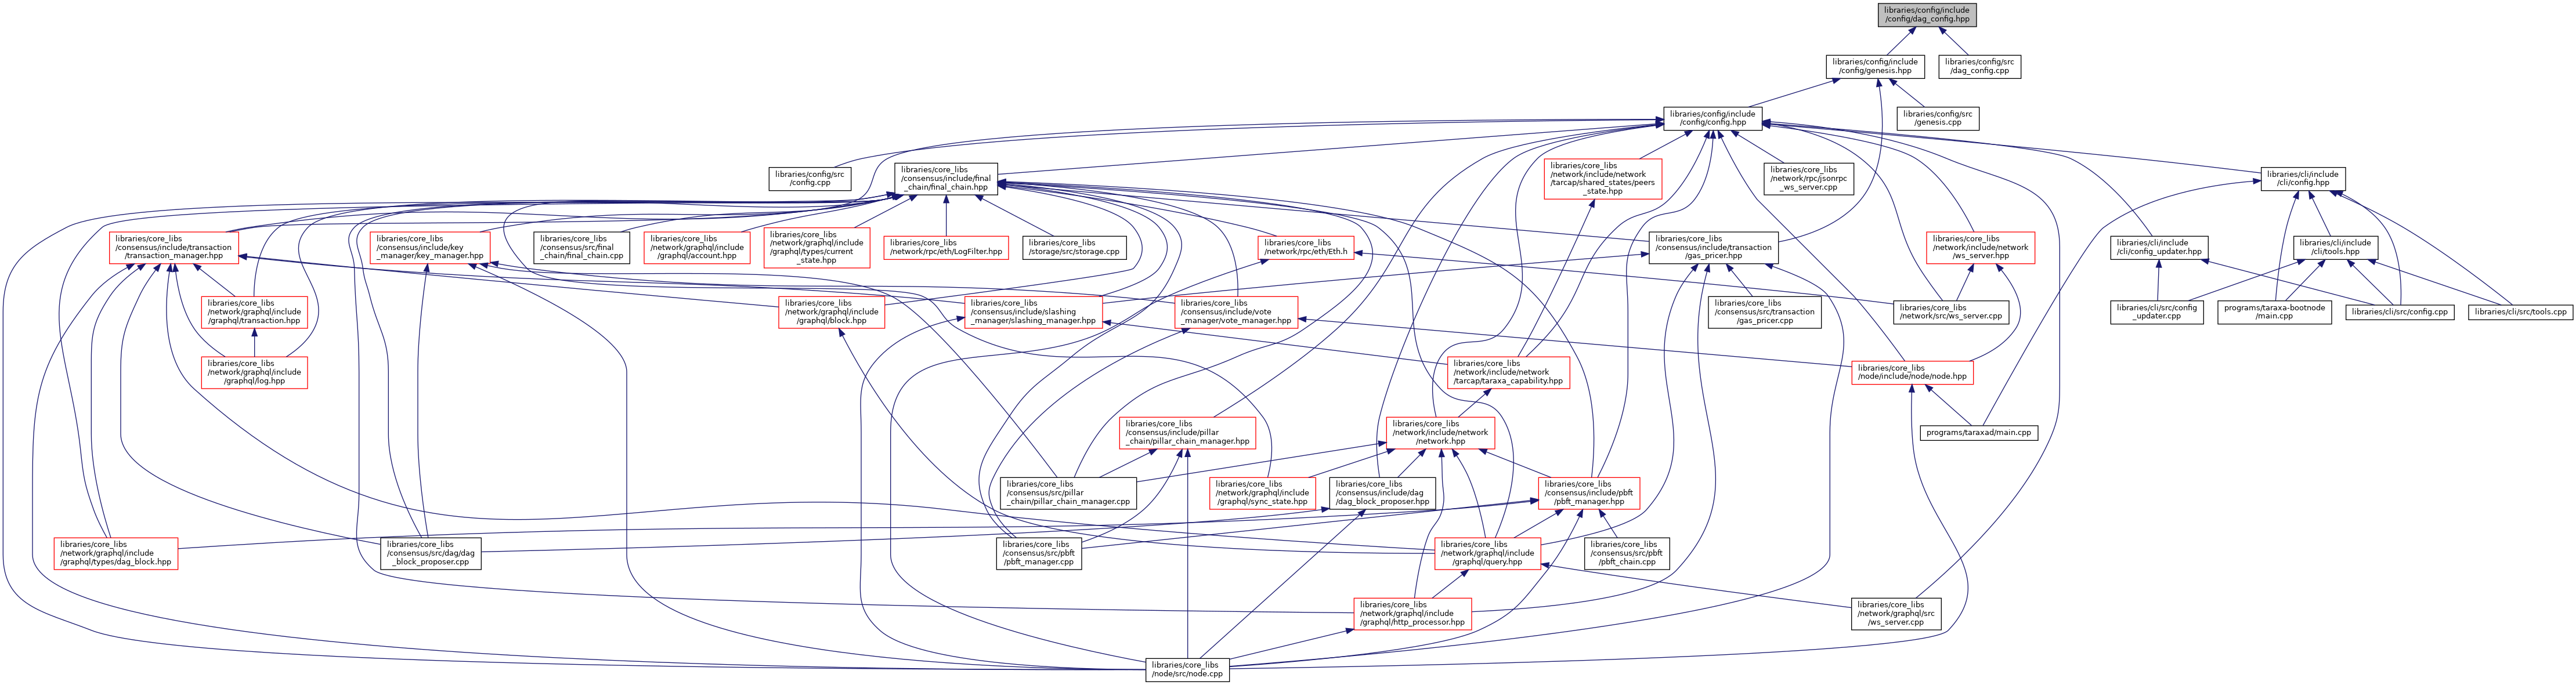 libraries/config/include
/config/dag_config.hpp
libraries/config/include
/config/genesis.hpp
libraries/config/src
/dag_config.cpp
libraries/config/include
/config/config.hpp
libraries/config/src
/genesis.cpp
libraries/config/src
/config.cpp
libraries/core_libs
/consensus/include/final
_chain/final_chain.hpp
libraries/core_libs
/network/include/network
/tarcap/shared_states/peers
_state.hpp
libraries/core_libs
/network/rpc/jsonrpc
_ws_server.cpp
libraries/cli/include
/cli/config.hpp
libraries/core_libs
/consensus/include/transaction
/transaction_manager.hpp
libraries/core_libs
/consensus/include/key
_manager/key_manager.hpp
libraries/core_libs
/consensus/src/final
_chain/final_chain.cpp
libraries/core_libs
/network/graphql/include
/graphql/account.hpp
libraries/core_libs
/network/graphql/include
/graphql/types/current
_state.hpp
libraries/core_libs
/network/rpc/eth/LogFilter.hpp
libraries/core_libs
/storage/src/storage.cpp
libraries/core_libs
/network/rpc/eth/Eth.h
libraries/core_libs
/consensus/include/transaction
/gas_pricer.hpp
libraries/core_libs
/network/include/network
/ws_server.hpp
libraries/cli/include
/cli/config_updater.hpp
libraries/cli/include
/cli/tools.hpp
libraries/core_libs
/network/graphql/include
/graphql/transaction.hpp
libraries/core_libs
/network/graphql/include
/graphql/block.hpp
libraries/core_libs
/consensus/include/slashing
_manager/slashing_manager.hpp
libraries/core_libs
/consensus/include/vote
_manager/vote_manager.hpp
libraries/core_libs
/consensus/src/transaction
/gas_pricer.cpp
libraries/core_libs
/network/src/ws_server.cpp
libraries/cli/src/config
_updater.cpp
programs/taraxa-bootnode
/main.cpp
libraries/cli/src/config.cpp
libraries/cli/src/tools.cpp
libraries/core_libs
/network/graphql/include
/graphql/log.hpp
libraries/core_libs
/network/include/network
/tarcap/taraxa_capability.hpp
libraries/core_libs
/node/include/node/node.hpp
libraries/core_libs
/consensus/include/pillar
_chain/pillar_chain_manager.hpp
libraries/core_libs
/network/include/network
/network.hpp
programs/taraxad/main.cpp
libraries/core_libs
/consensus/src/pillar
_chain/pillar_chain_manager.cpp
libraries/core_libs
/network/graphql/include
/graphql/sync_state.hpp
libraries/core_libs
/consensus/include/dag
/dag_block_proposer.hpp
libraries/core_libs
/consensus/include/pbft
/pbft_manager.hpp
libraries/core_libs
/network/graphql/include
/graphql/types/dag_block.hpp
libraries/core_libs
/consensus/src/dag/dag
_block_proposer.cpp
libraries/core_libs
/consensus/src/pbft
/pbft_manager.cpp
libraries/core_libs
/network/graphql/include
/graphql/query.hpp
libraries/core_libs
/consensus/src/pbft
/pbft_chain.cpp
libraries/core_libs
/network/graphql/include
/graphql/http_processor.hpp
libraries/core_libs
/network/graphql/src
/ws_server.cpp
libraries/core_libs
/node/src/node.cpp